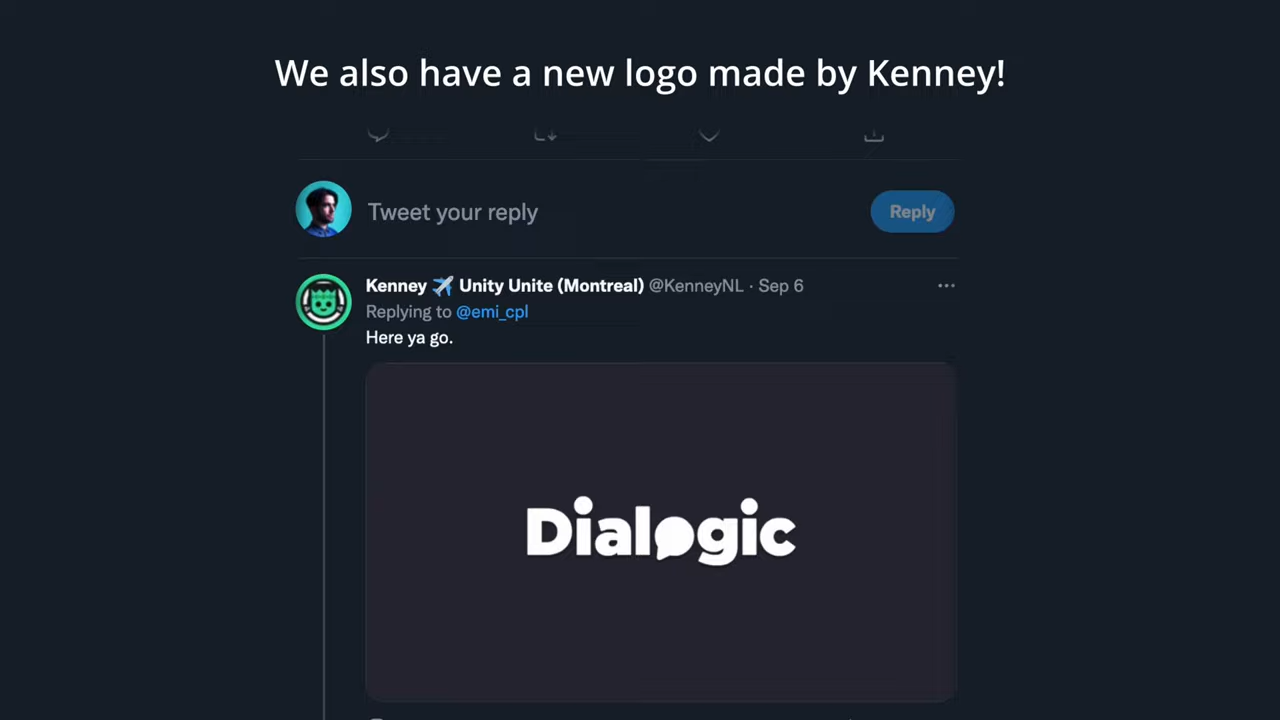 We also have a new logo made by Kenney!
Tweet your reply
Reply
Kenney ✈️ Unity Unite (Montreal) @KenneyNL · Sep 6
Replying to @emi_cpl
Here ya go.
Dialogic